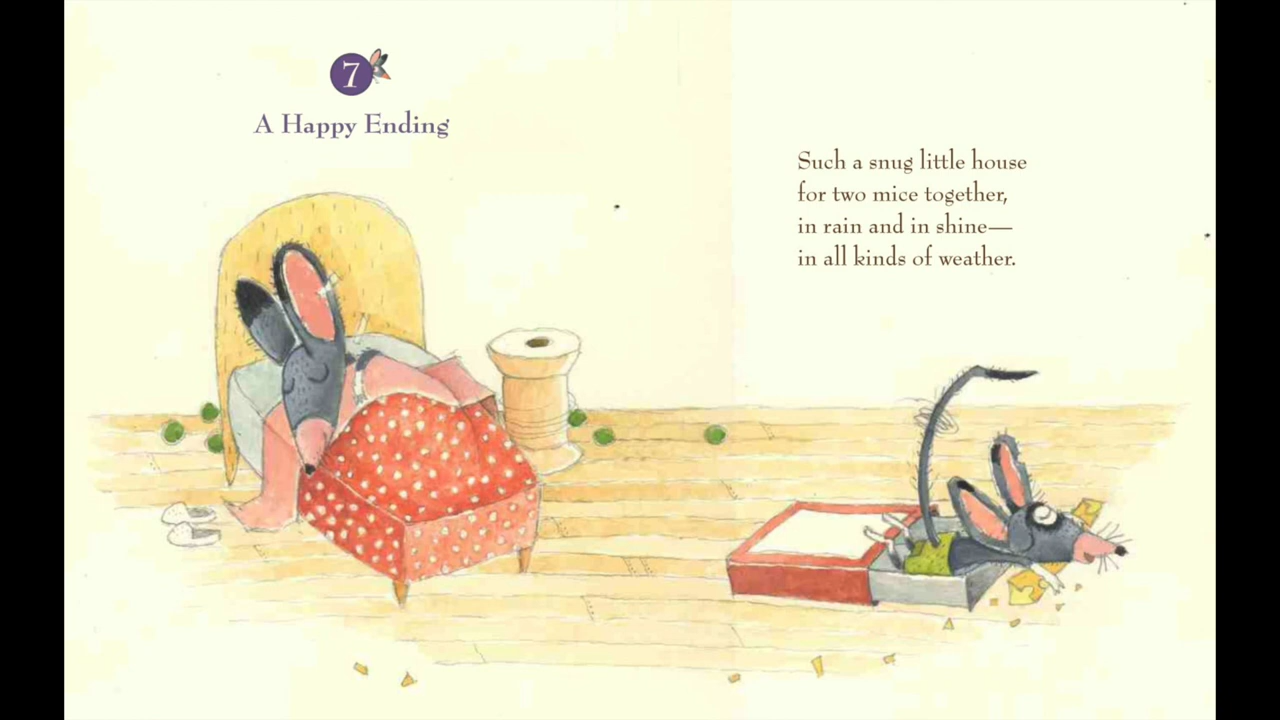 7
A Happy Ending
Such a snug little house
for two mice together,
in rain and in shine—
in all kinds of weather.